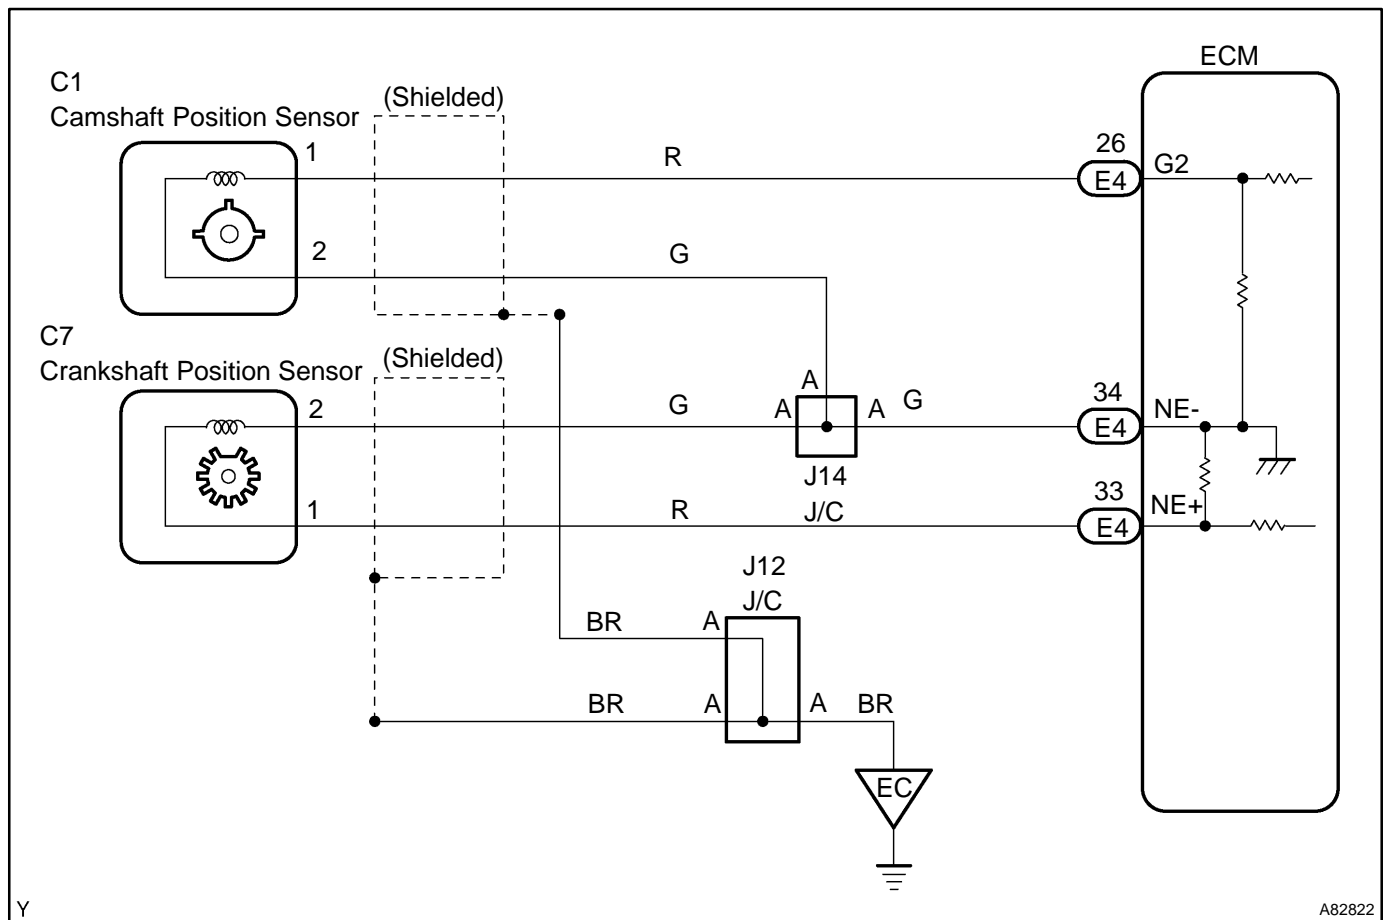 ECM
C1
Camshaft Position Sensor
(Shielded)
1
R
26
E4
G2
2
G
C7
Crankshaft Position Sensor
(Shielded)
2
G
A
A
A
G
34
E4
NE-
J14
J/C
1
R
33
E4
NE+
J12
J/C
BR
A
BR
A
A
BR
EC
Y
A82822